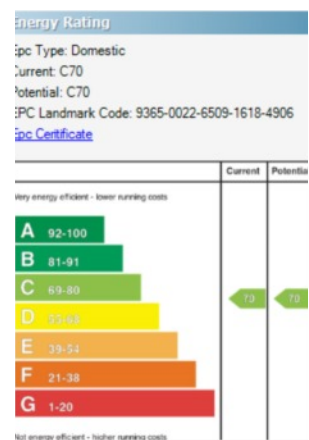 Energy Rating
Epc Type: Domestic
Current: C70
Potential: C70
EPC Landmark Code: 9365-0022-6509-1618-4906
Epc Certificate
Current Potential
Very energy efficient - lower running costs
A 92-100
B 81-91
C 69-80
70 70
D
E 39-54
F 21-38
G 1-20
Not energy efficient - higher running costs